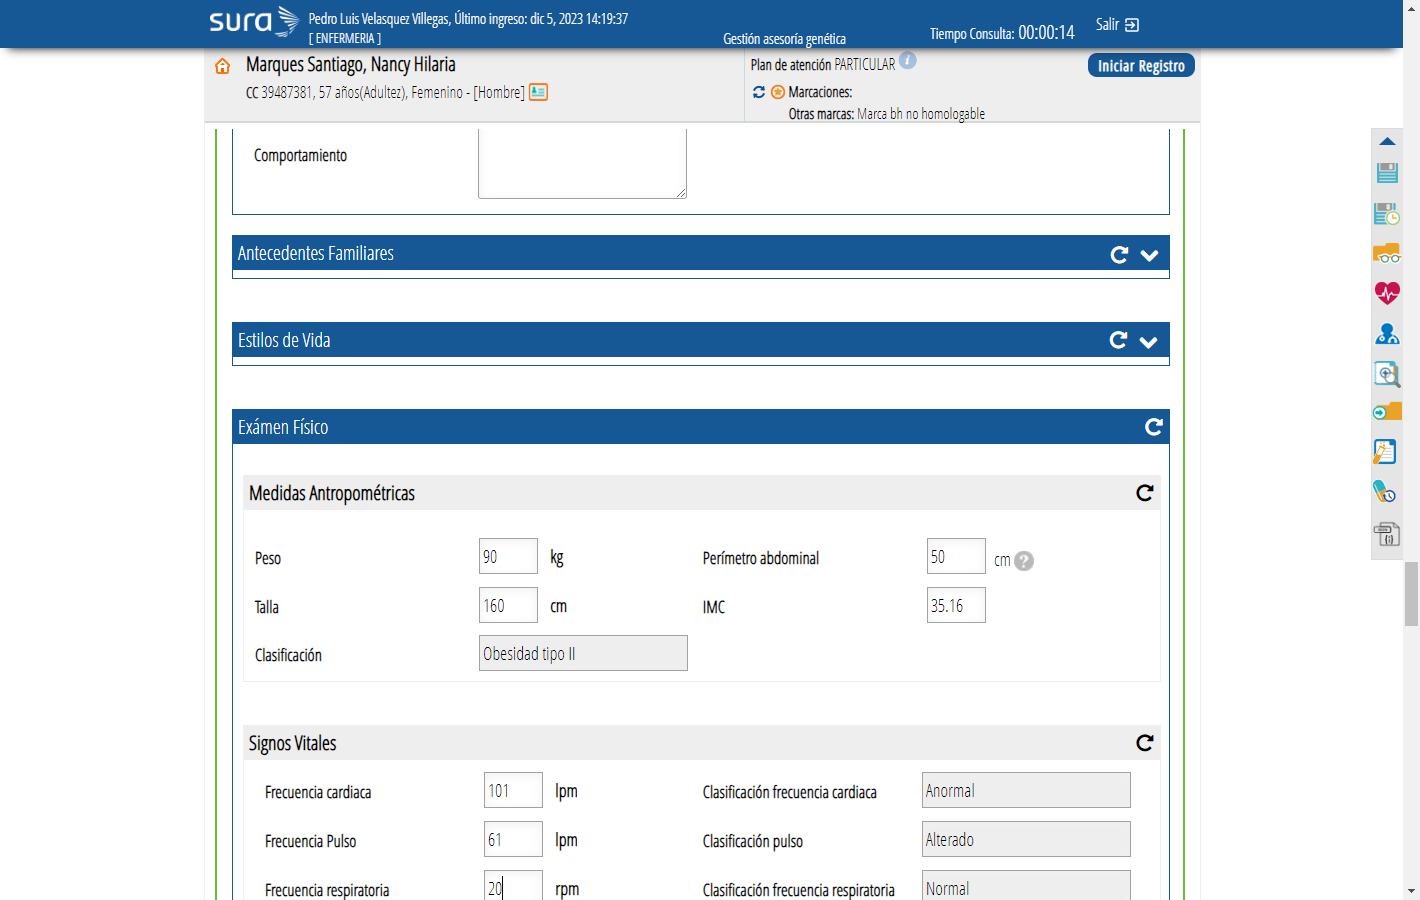 sura
Pedro Luis Velasquez Villegas, Último ingreso: dic 5, 2023 14:19:37
[ ENFERMERIA ]
Gestión asesoría genética
Tiempo Consulta: 00:00:14
Salir
Marques Santiago, Nancy Hilaria
CC 39487381, 57 años(Adultez), Femenino - [Hombre]
Plan de atención PARTICULAR
Iniciar Registro
Marcaciones:
Otras marcas: Marca bh no homologable
Comportamiento
Antecedentes Familiares
Estilos de Vida
Exámen Físico
Medidas Antropométricas
Peso 90 kg Perímetro abdominal 50 cm ?
Talla 160 cm IMC 35.16
Clasificación Obesidad tipo II
Signos Vitales
Frecuencia cardiaca 101 lpm Clasificación frecuencia cardiaca Anormal
Frecuencia Pulso 61 lpm Clasificación pulso Alterado
Frecuencia respiratoria 20 rpm Clasificación frecuencia respiratoria Normal